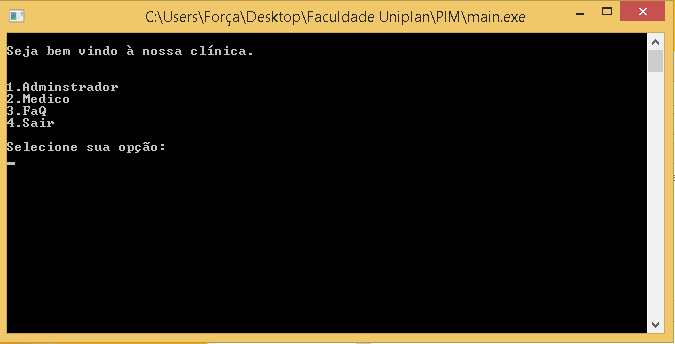 C:\Users\Força\Desktop\Faculdade Uniplan\PIM\main.exe
Seja bem vindo à nossa clínica.
1.Adminstrador
2.Medico
3.FaQ
4.Sair
Selecione sua opção: